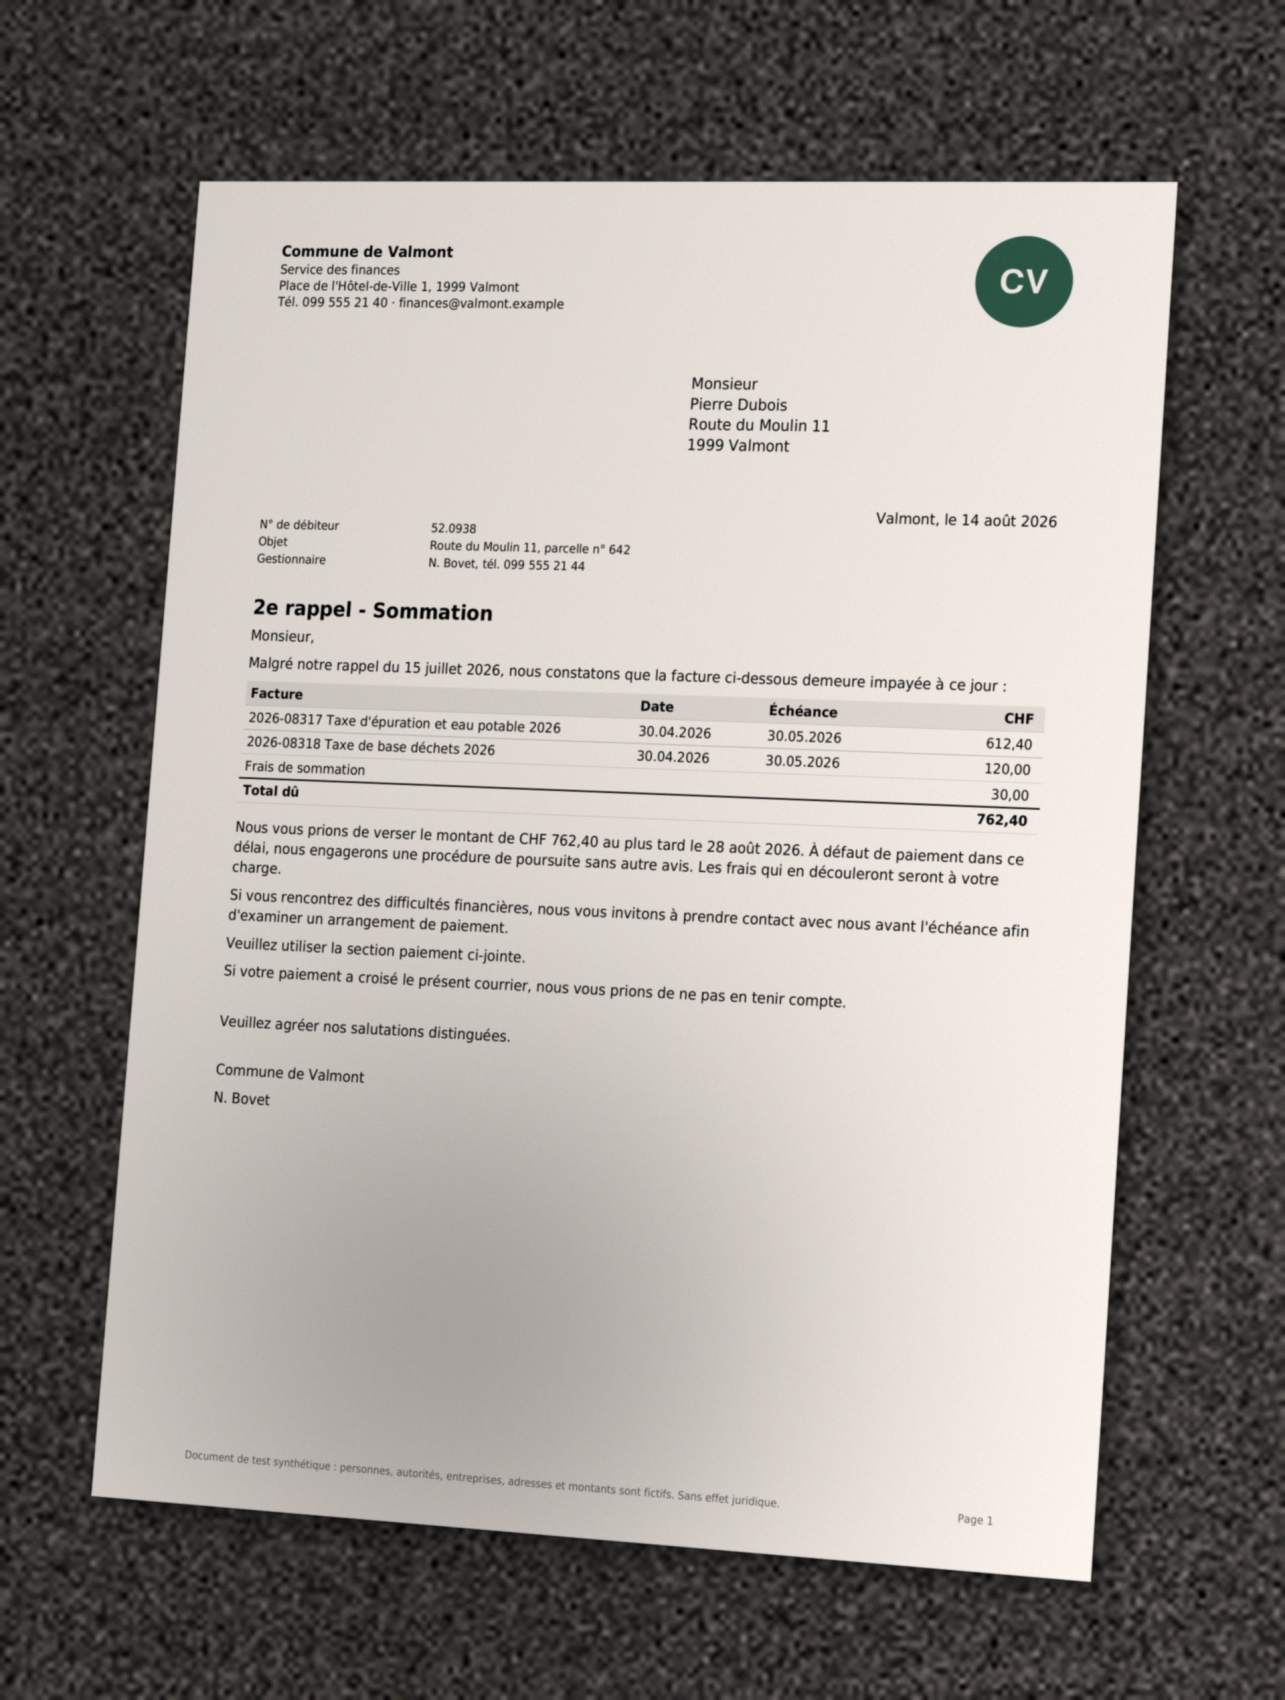 Commune de Valmont
Service des finances
Place de l'Hôtel-de-Ville 1, 1999 Valmont
Tél. 099 555 21 40 · finances@valmont.example
CV
Monsieur
Pierre Dubois
Route du Moulin 11
1999 Valmont
Valmont, le 14 août 2026
N° de débiteur 52.0938
Objet Route du Moulin 11, parcelle n° 642
Gestionnaire N. Bovet, tél. 099 555 21 44
2e rappel - Sommation
Monsieur,
Malgré notre rappel du 15 juillet 2026, nous constatons que la facture ci-dessous demeure impayée à ce jour :
Facture Date Échéance CHF
2026-08317 Taxe d'épuration et eau potable 2026 30.04.2026 30.05.2026 612,40
2026-08318 Taxe de base déchets 2026 30.04.2026 30.05.2026 120,00
Frais de sommation 30,00
Total dû 762,40
Nous vous prions de verser le montant de CHF 762,40 au plus tard le 28 août 2026. À défaut de paiement dans ce
délai, nous engagerons une procédure de poursuite sans autre avis. Les frais qui en découleront seront à votre
charge.
Si vous rencontrez des difficultés financières, nous vous invitons à prendre contact avec nous avant l'échéance afin
d'examiner un arrangement de paiement.
Veuillez utiliser la section paiement ci-jointe.
Si votre paiement a croisé le présent courrier, nous vous prions de ne pas en tenir compte.
Veuillez agréer nos salutations distinguées.
Commune de Valmont
N. Bovet
Document de test synthétique : personnes, autorités, entreprises, adresses et montants sont fictifs. Sans effet juridique.
Page 1